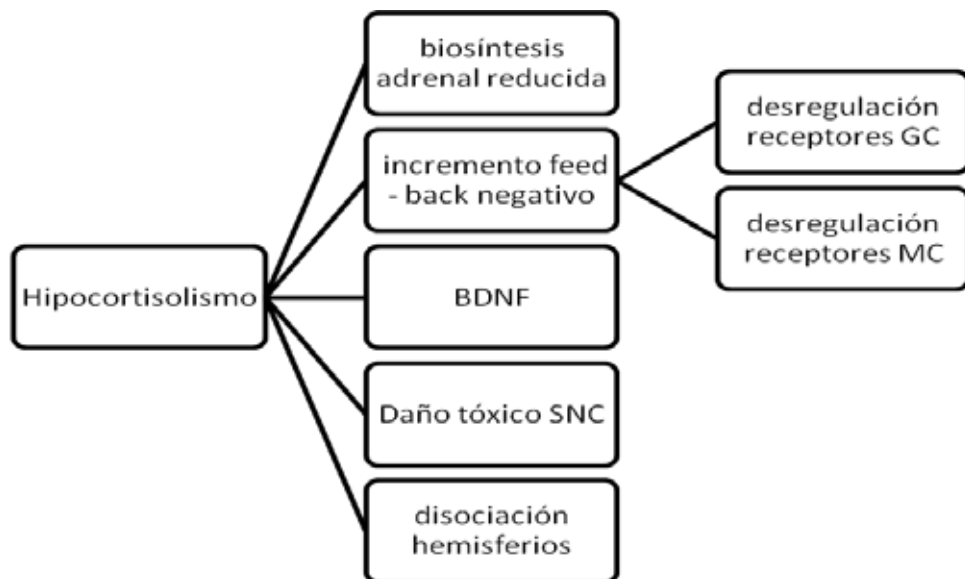 Hipocortisolismo
biosíntesis
adrenal reducida
incremento feed
- back negativo
BDNF
Daño tóxico SNC
disociación
hemisferios
desregulación
receptores GC
desregulación
receptores MC